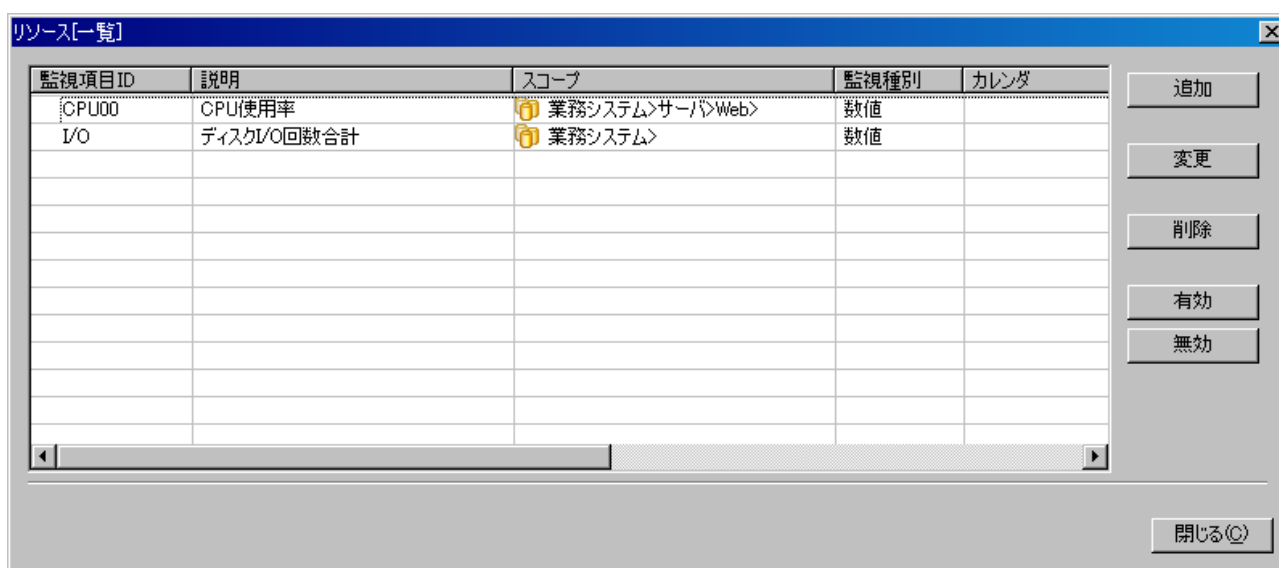 リソース[一覧]
監視項目ID 説明 スコープ 監視種別 カレンダ
CPU00 CPU使用率 業務システム>サーバ>Web> 数値
I/O ディスクI/O回数合計 業務システム> 数値
追加
変更
削除
有効
無効
閉じる(C)